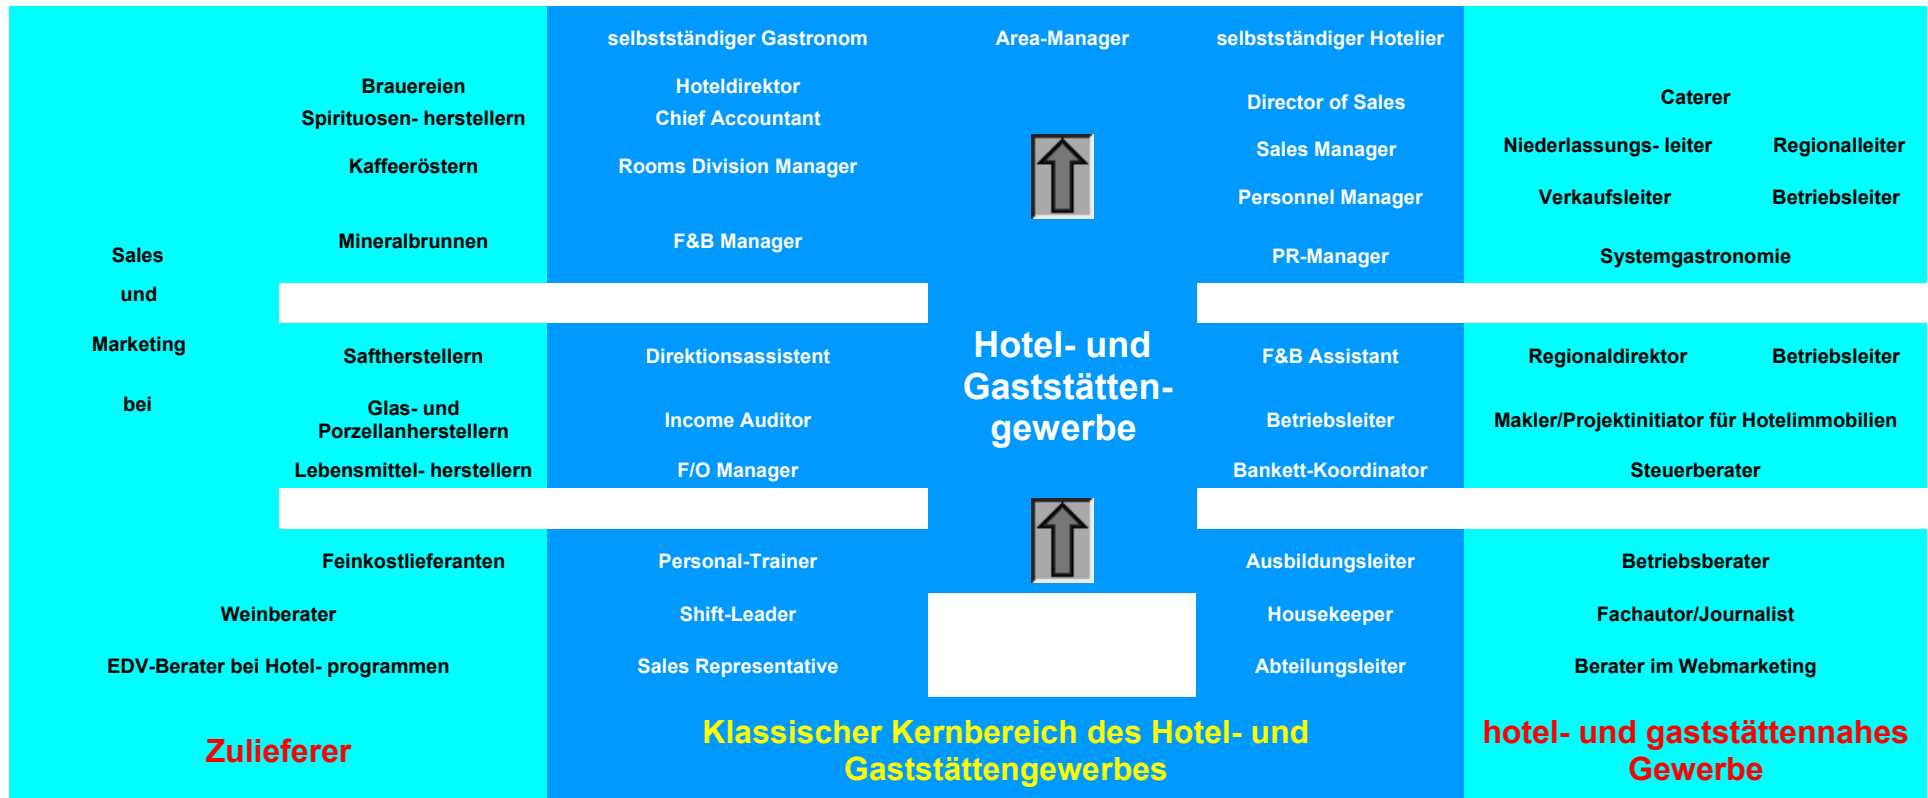 selbstständiger Gastronom
Area-Manager
selbstständiger Hotelier
Brauereien
Hoteldirektor
Director of Sales
Caterer
Spirituosen- herstellern
Chief Accountant
Kaffeeröstern
Rooms Division Manager
Sales Manager
Niederlassungs- leiter
Regionalleiter
Personnel Manager
Verkaufsleiter
Betriebsleiter
Sales
und
Marketing
bei
Mineralbrunnen
F&B Manager
PR-Manager
Systemgastronomie
Hotel- und
Gaststätten-
gewerbe
Saftherstellern
Direktionsassistent
F&B Assistant
Regionaldirektor
Betriebsleiter
Glas- und
Porzellanherstellern
Income Auditor
Betriebsleiter
Makler/Projektinitiator für Hotelimmobilien
Lebensmittel- herstellern
F/O Manager
Bankett-Koordinator
Steuerberater
Feinkostlieferanten
Personal-Trainer
Ausbildungsleiter
Betriebsberater
Weinberater
Shift-Leader
Housekeeper
Fachautor/Journalist
EDV-Berater bei Hotel- programmen
Sales Representative
Abteilungsleiter
Berater im Webmarketing
Zulieferer
Klassischer Kernbereich des Hotel- und
Gaststättengewerbes
hotel- und gaststättennahes
Gewerbe